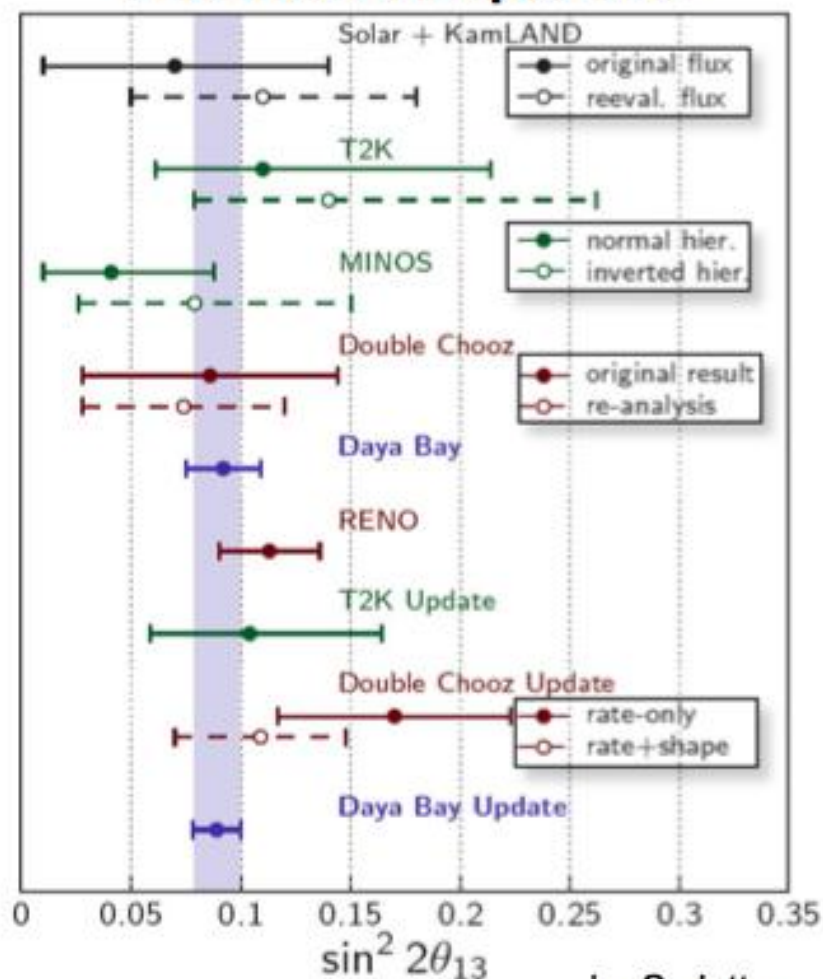 Solar + KamLAND
original flux
reeval. flux
T2K
normal hier.
inverted hier.
MINOS
Double Chooz
original result
re-analysis
Daya Bay
RENO
T2K Update
Double Chooz Update
rate-only
rate+shape
Daya Bay Update
0 0.05 0.1 0.15 0.2 0.25 0.3 0.35
sin² 2θ₁₃